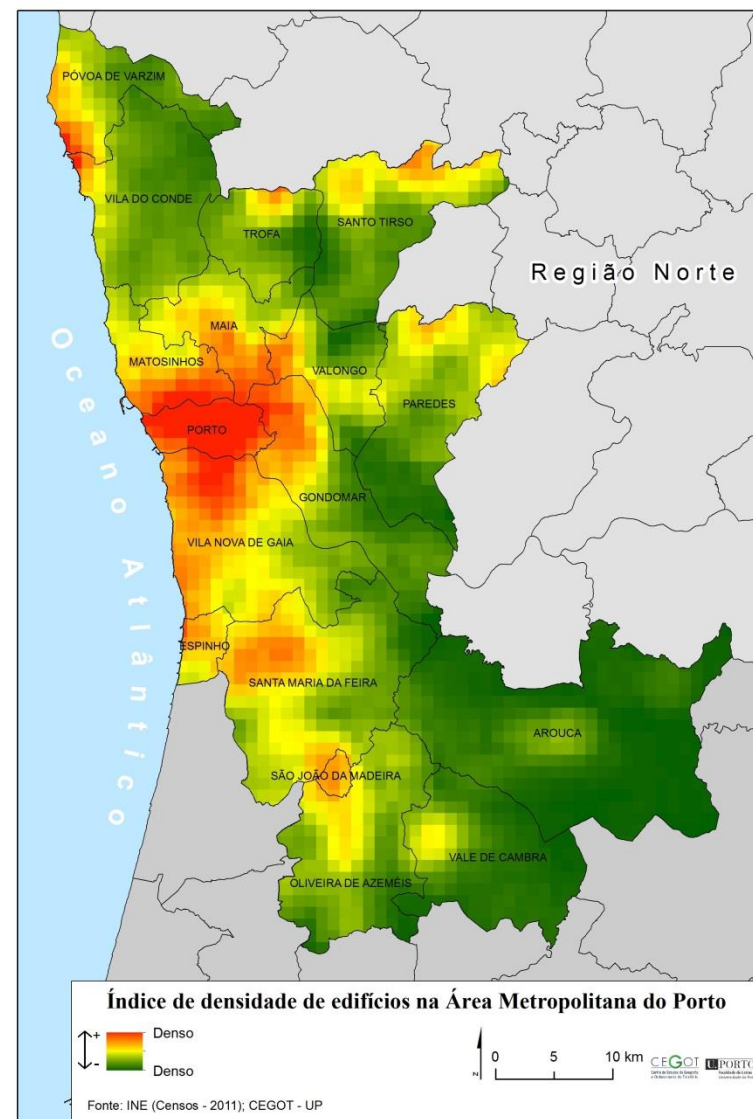 PÓVOA DE VARZIM
VILA DO CONDE
TROFA
SANTO TIRSO
Região Norte
MAIA
MATOSINHOS
VALONGO
PAREDES
PORTO
GONDOMAR
VILA NOVA DE GAIA
Oceano Atlântico
ESPINHO
SANTA MARIA DA FEIRA
AROUCA
SÃO JOÃO DA MADEIRA
VALE DE CAMBRA
OLIVEIRA DE AZEMÉIS
Índice de densidade de edifícios na Área Metropolitana do Porto
+ Denso
- Denso
N
0 5 10 km
CEGOT
U.PORTO
Fonte: INE (Censos - 2011); CEGOT - UP